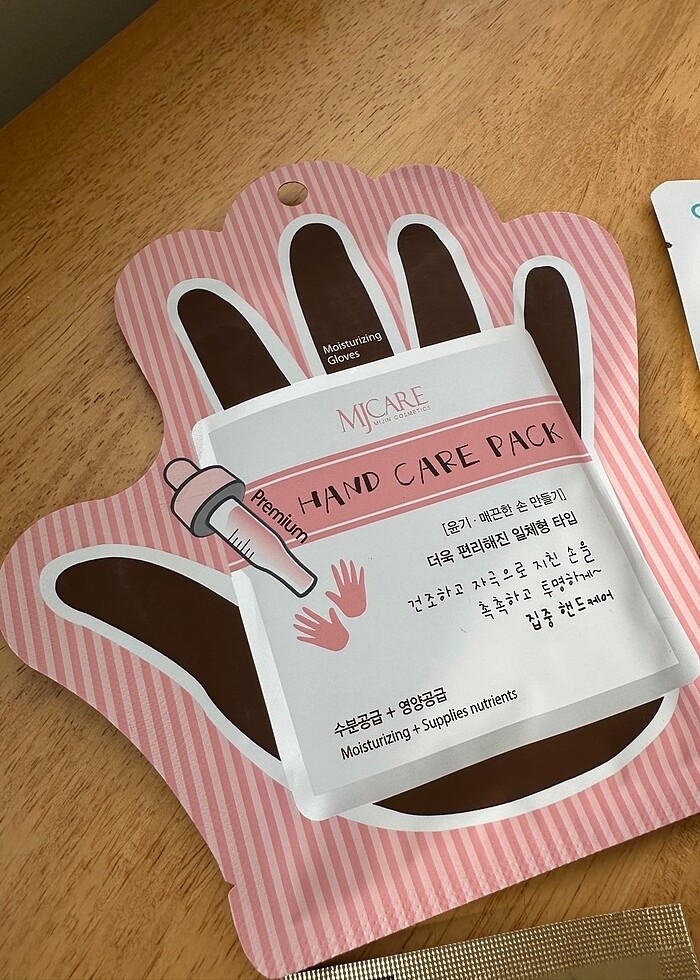 Moisturizing
Gloves
MJCARE
MIJIN COSMETICS
HAND CARE PACK
Premium
[윤기·매끈한 손 만들기]
더욱 편리해진 일체형 타입
건조하고 자극으로 지친 손을
촉촉하고 투명하게~
집중 핸드케어
수분공급 + 영양공급
Moisturizing + Supplies nutrients